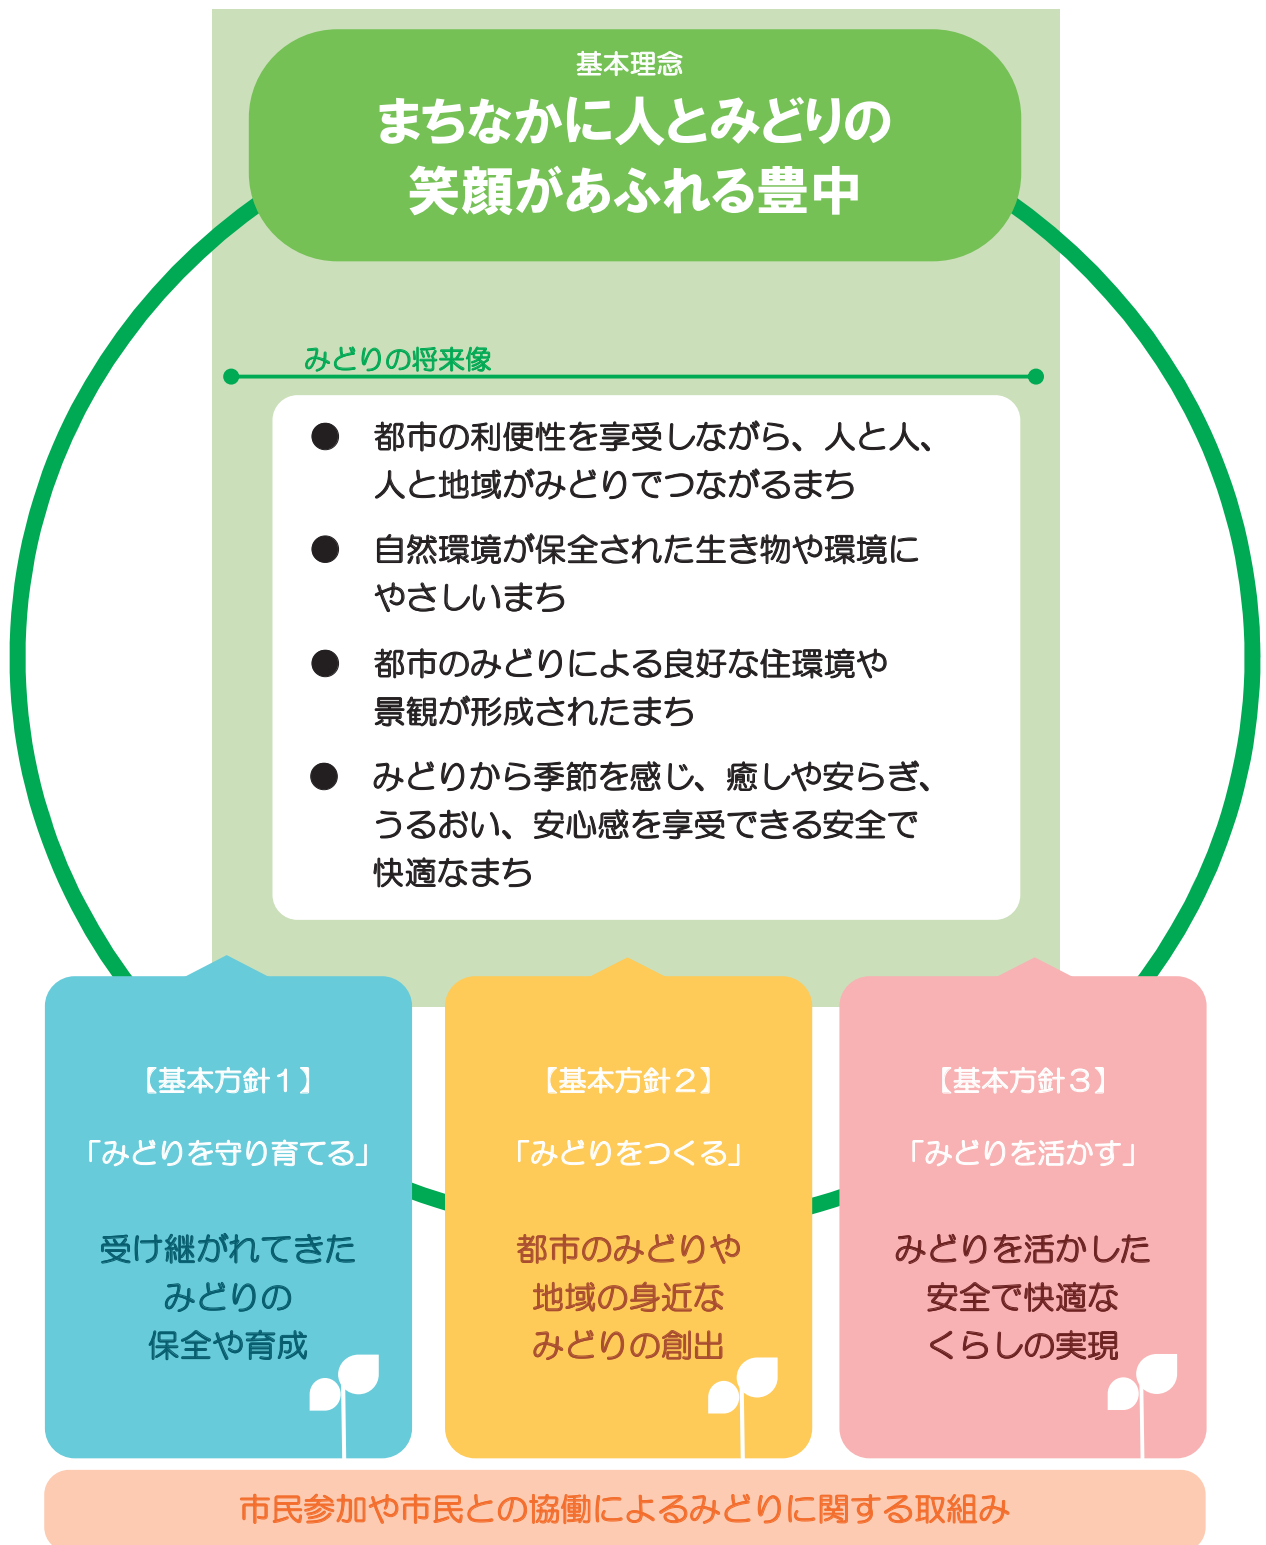 基本理念
まちなかに人とみどりの
笑顔があふれる豊中
みどりの将来像
● 都市の利便性を享受しながら、人と人、
人と地域がみどりでつながるまち
● 自然環境が保全された生き物や環境に
やさしいまち
● 都市のみどりによる良好な住環境や
景観が形成されたまち
● みどりから季節を感じ、癒しや安らぎ、
うるおい、安心感を享受できる安全で
快適なまち
【基本方針１】
「みどりを守り育てる」
受け継がれてきた
みどりの
保全や育成
【基本方針２】
「みどりをつくる」
都市のみどりや
地域の身近な
みどりの創出
【基本方針３】
「みどりを活かす」
みどりを活かした
安全で快適な
くらしの実現
市民参加や市民との協働によるみどりに関する取組み